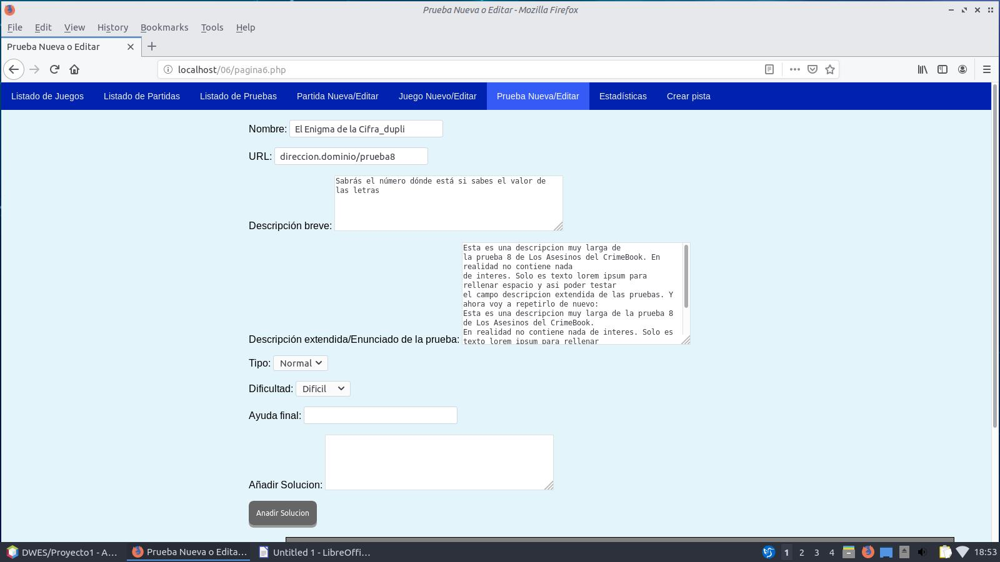 Prueba Nueva o Editar - Mozilla Firefox
File Edit View History Bookmarks Tools Help
Prueba Nueva o Editar
localhost/06/pagina6.php
Listado de Juegos Listado de Partidas Listado de Pruebas Partida Nueva/Editar Juego Nuevo/Editar Prueba Nueva/Editar Estadísticas Crear pista
Nombre: El Enigma de la Cifra_dupli
URL: direccion.dominio/prueba8
Sabrás el número dónde está si sabes el valor de
las letras
Descripción breve:
Esta es una descripcion muy larga de
la prueba 8 de Los Asesinos del CrimeBook. En
realidad no contiene nada
de interes. Solo es texto lorem ipsum para
rellenar espacio y asi poder testar
el campo descripcion extendida de las pruebas. Y
ahora voy a repetirlo de nuevo:
Esta es una descripcion muy larga de la prueba 8
de Los Asesinos del CrimeBook.
En realidad no contiene nada de interes. Solo es
texto lorem ipsum para rellenar
Descripción extendida/Enunciado de la prueba:
Tipo: Normal
Dificultad: Dificil
Ayuda final:
Añadir Solucion:
Anadir Solucion
DWES/Proyecto1 - A... Prueba Nueva o Edita... Untitled 1 - LibreOffi... 1 2 3 4 18:53